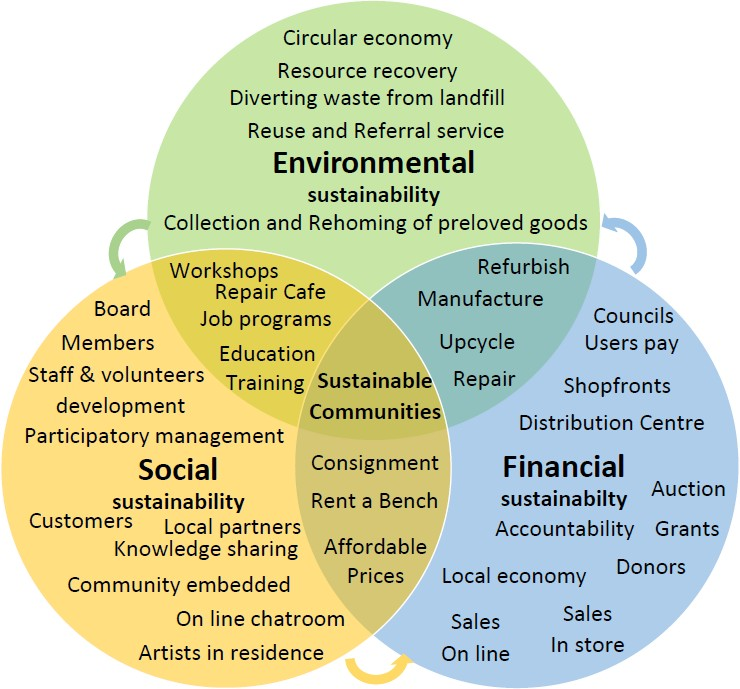 Circular economy
Resource recovery
Diverting waste from landfill
Reuse and Referral service
Environmental
sustainability
Collection and Rehoming of preloved goods
Workshops
Repair Cafe
Job programs
Education
Training
Refurbish
Manufacture
Upcycle
Repair
Sustainable
Communities
Board
Members
Staff & volunteers
development
Participatory management
Social
sustainability
Customers
Local partners
Knowledge sharing
Community embedded
On line chatroom
Artists in residence
Consignment
Rent a Bench
Affordable
Prices
Councils
Users pay
Shopfronts
Distribution Centre
Financial
sustainabilty
Auction
Accountability
Grants
Donors
Local economy
Sales
On line
Sales
In store